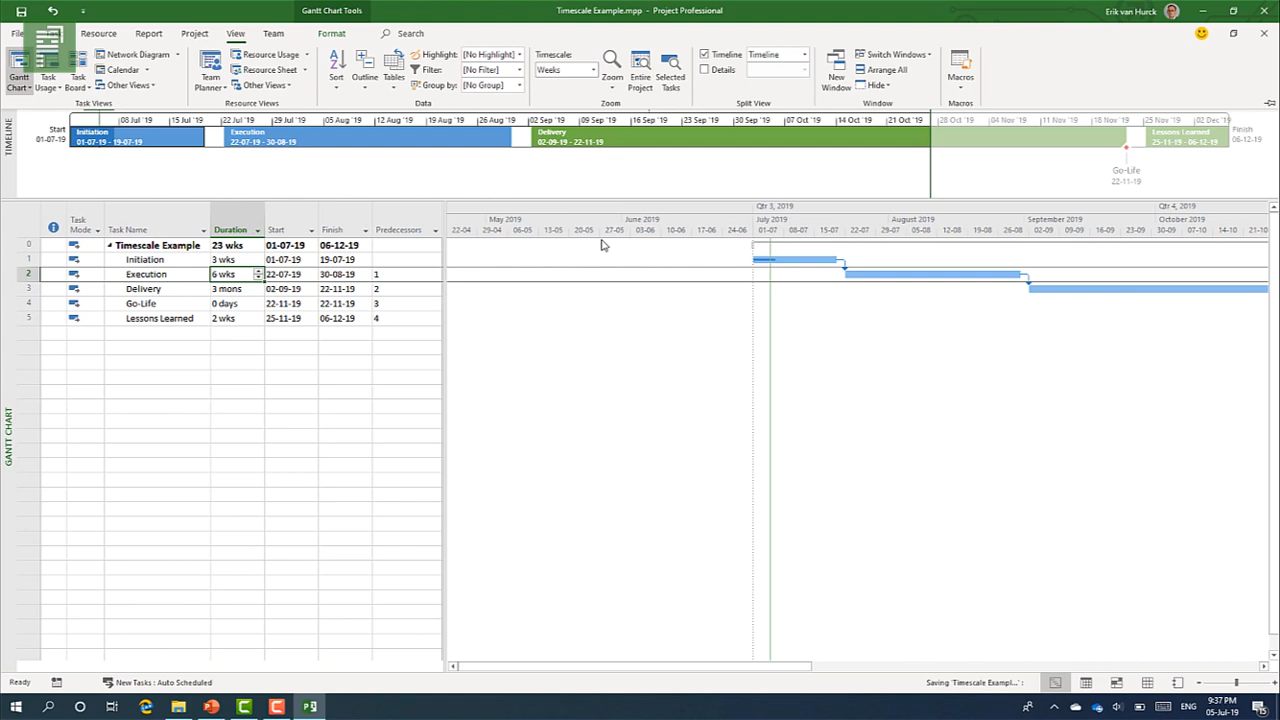 Gantt Chart Tools
Timescale Example.mpp - Project Professional
Erik van Hurck
Resource Report Project View Team Format Search
Gantt Chart
Task Usage
Task Board
Network Diagram
Calendar
Other Views
Task Views
Team Planner
Resource Usage
Resource Sheet
Other Views
Resource Views
Sort
Outline
Tables
Highlight: [No Highlight]
Filter: [No Filter]
Group by: [No Group]
Data
Timescale:
Weeks
Zoom
Entire Project
Selected Tasks
Zoom
Timeline Timeline
Details
Split View
New Window
Switch Windows
Arrange All
Hide
Window
Macros
Macros
TIMELINE
Start
01-07-19
08 Jul '19 15 Jul '19 22 Jul '19 29 Jul '19 05 Aug '19 12 Aug '19 19 Aug '19 26 Aug '19 02 Sep '19 09 Sep '19 16 Sep '19 23 Sep '19 30 Sep '19 07 Oct '19 14 Oct '19 21 Oct '19 28 Oct '19 04 Nov '19 11 Nov '19 18 Nov '19 25 Nov '19 02 Dec '19
Initiation
01-07-19 - 19-07-19
Execution
22-07-19 - 30-08-19
Delivery
02-09-19 - 22-11-19
Lessons Learned
25-11-19 - 06-12-19
Finish
06-12-19
Go-Life
22-11-19
Task Mode Task Name Duration Start Finish Predecessors
Qtr 3, 2019 Qtr 4, 2019
May 2019 June 2019 July 2019 August 2019 September 2019 October 2019
22-04 29-04 06-05 13-05 20-05 27-05 03-06 10-06 17-06 24-06 01-07 08-07 15-07 22-07 29-07 05-08 12-08 19-08 26-08 02-09 09-09 16-09 23-09 30-09 07-10 14-10 21-10
0 Timescale Example 23 wks 01-07-19 06-12-19
1 Initiation 3 wks 01-07-19 19-07-19
2 Execution 6 wks 22-07-19 30-08-19 1
3 Delivery 3 mons 02-09-19 22-11-19 2
4 Go-Life 0 days 22-11-19 22-11-19 3
5 Lessons Learned 2 wks 25-11-19 06-12-19 4
GANTT CHART
Ready New Tasks : Auto Scheduled Saving 'Timescale Exampl...' :
ENG
9:37 PM
05-Jul-19
15